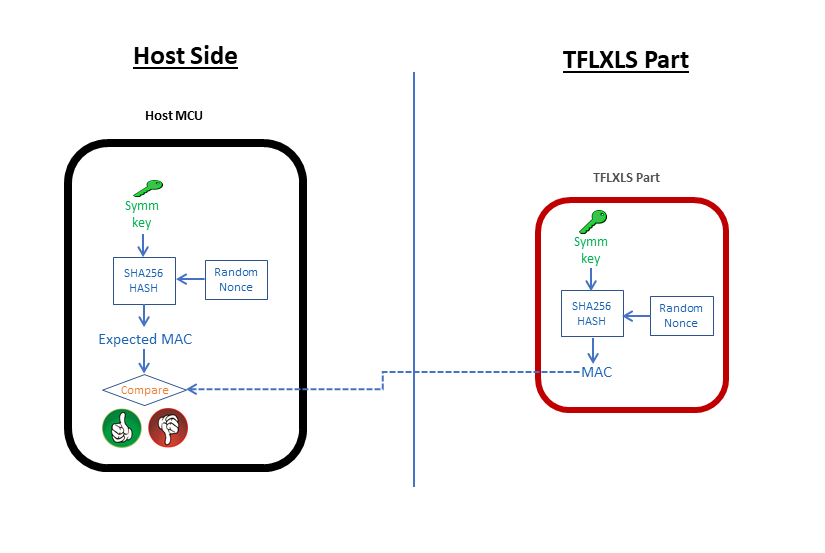 Host Side
Host MCU
Symm
key
SHA256
HASH
Random
Nonce
Expected MAC
Compare
TFLXLS Part
TFLXLS Part
Symm
key
SHA256
HASH
Random
Nonce
MAC